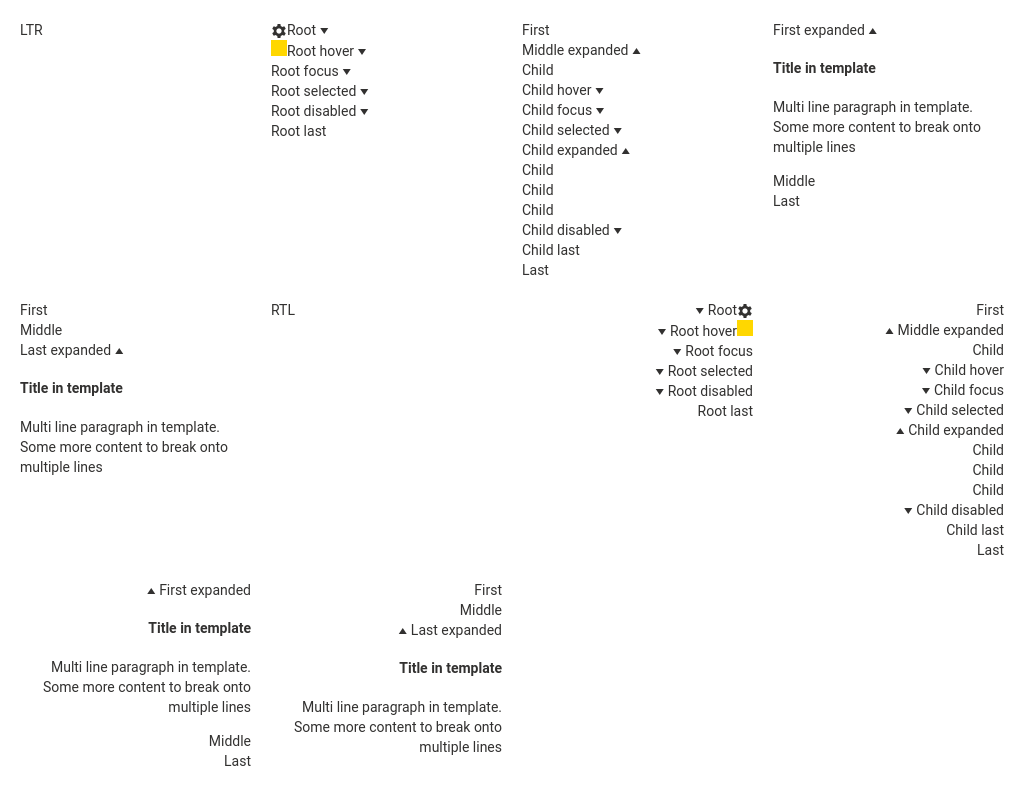 LTR
Root
Root hover
Root focus
Root selected
Root disabled
Root last
First
Middle expanded
Child
Child hover
Child focus
Child selected
Child expanded
Child
Child
Child
Child disabled
Child last
Last
First expanded
Title in template
Multi line paragraph in template.
Some more content to break onto
multiple lines
Middle
Last
First
Middle
Last expanded
Title in template
Multi line paragraph in template.
Some more content to break onto
multiple lines
RTL
Root
Root hover
Root focus
Root selected
Root disabled
Root last
First
Middle expanded
Child
Child hover
Child focus
Child selected
Child expanded
Child
Child
Child
Child disabled
Child last
Last
First expanded
Title in template
Multi line paragraph in template.
Some more content to break onto
multiple lines
Middle
Last
First
Middle
Last expanded
Title in template
Multi line paragraph in template.
Some more content to break onto
multiple lines